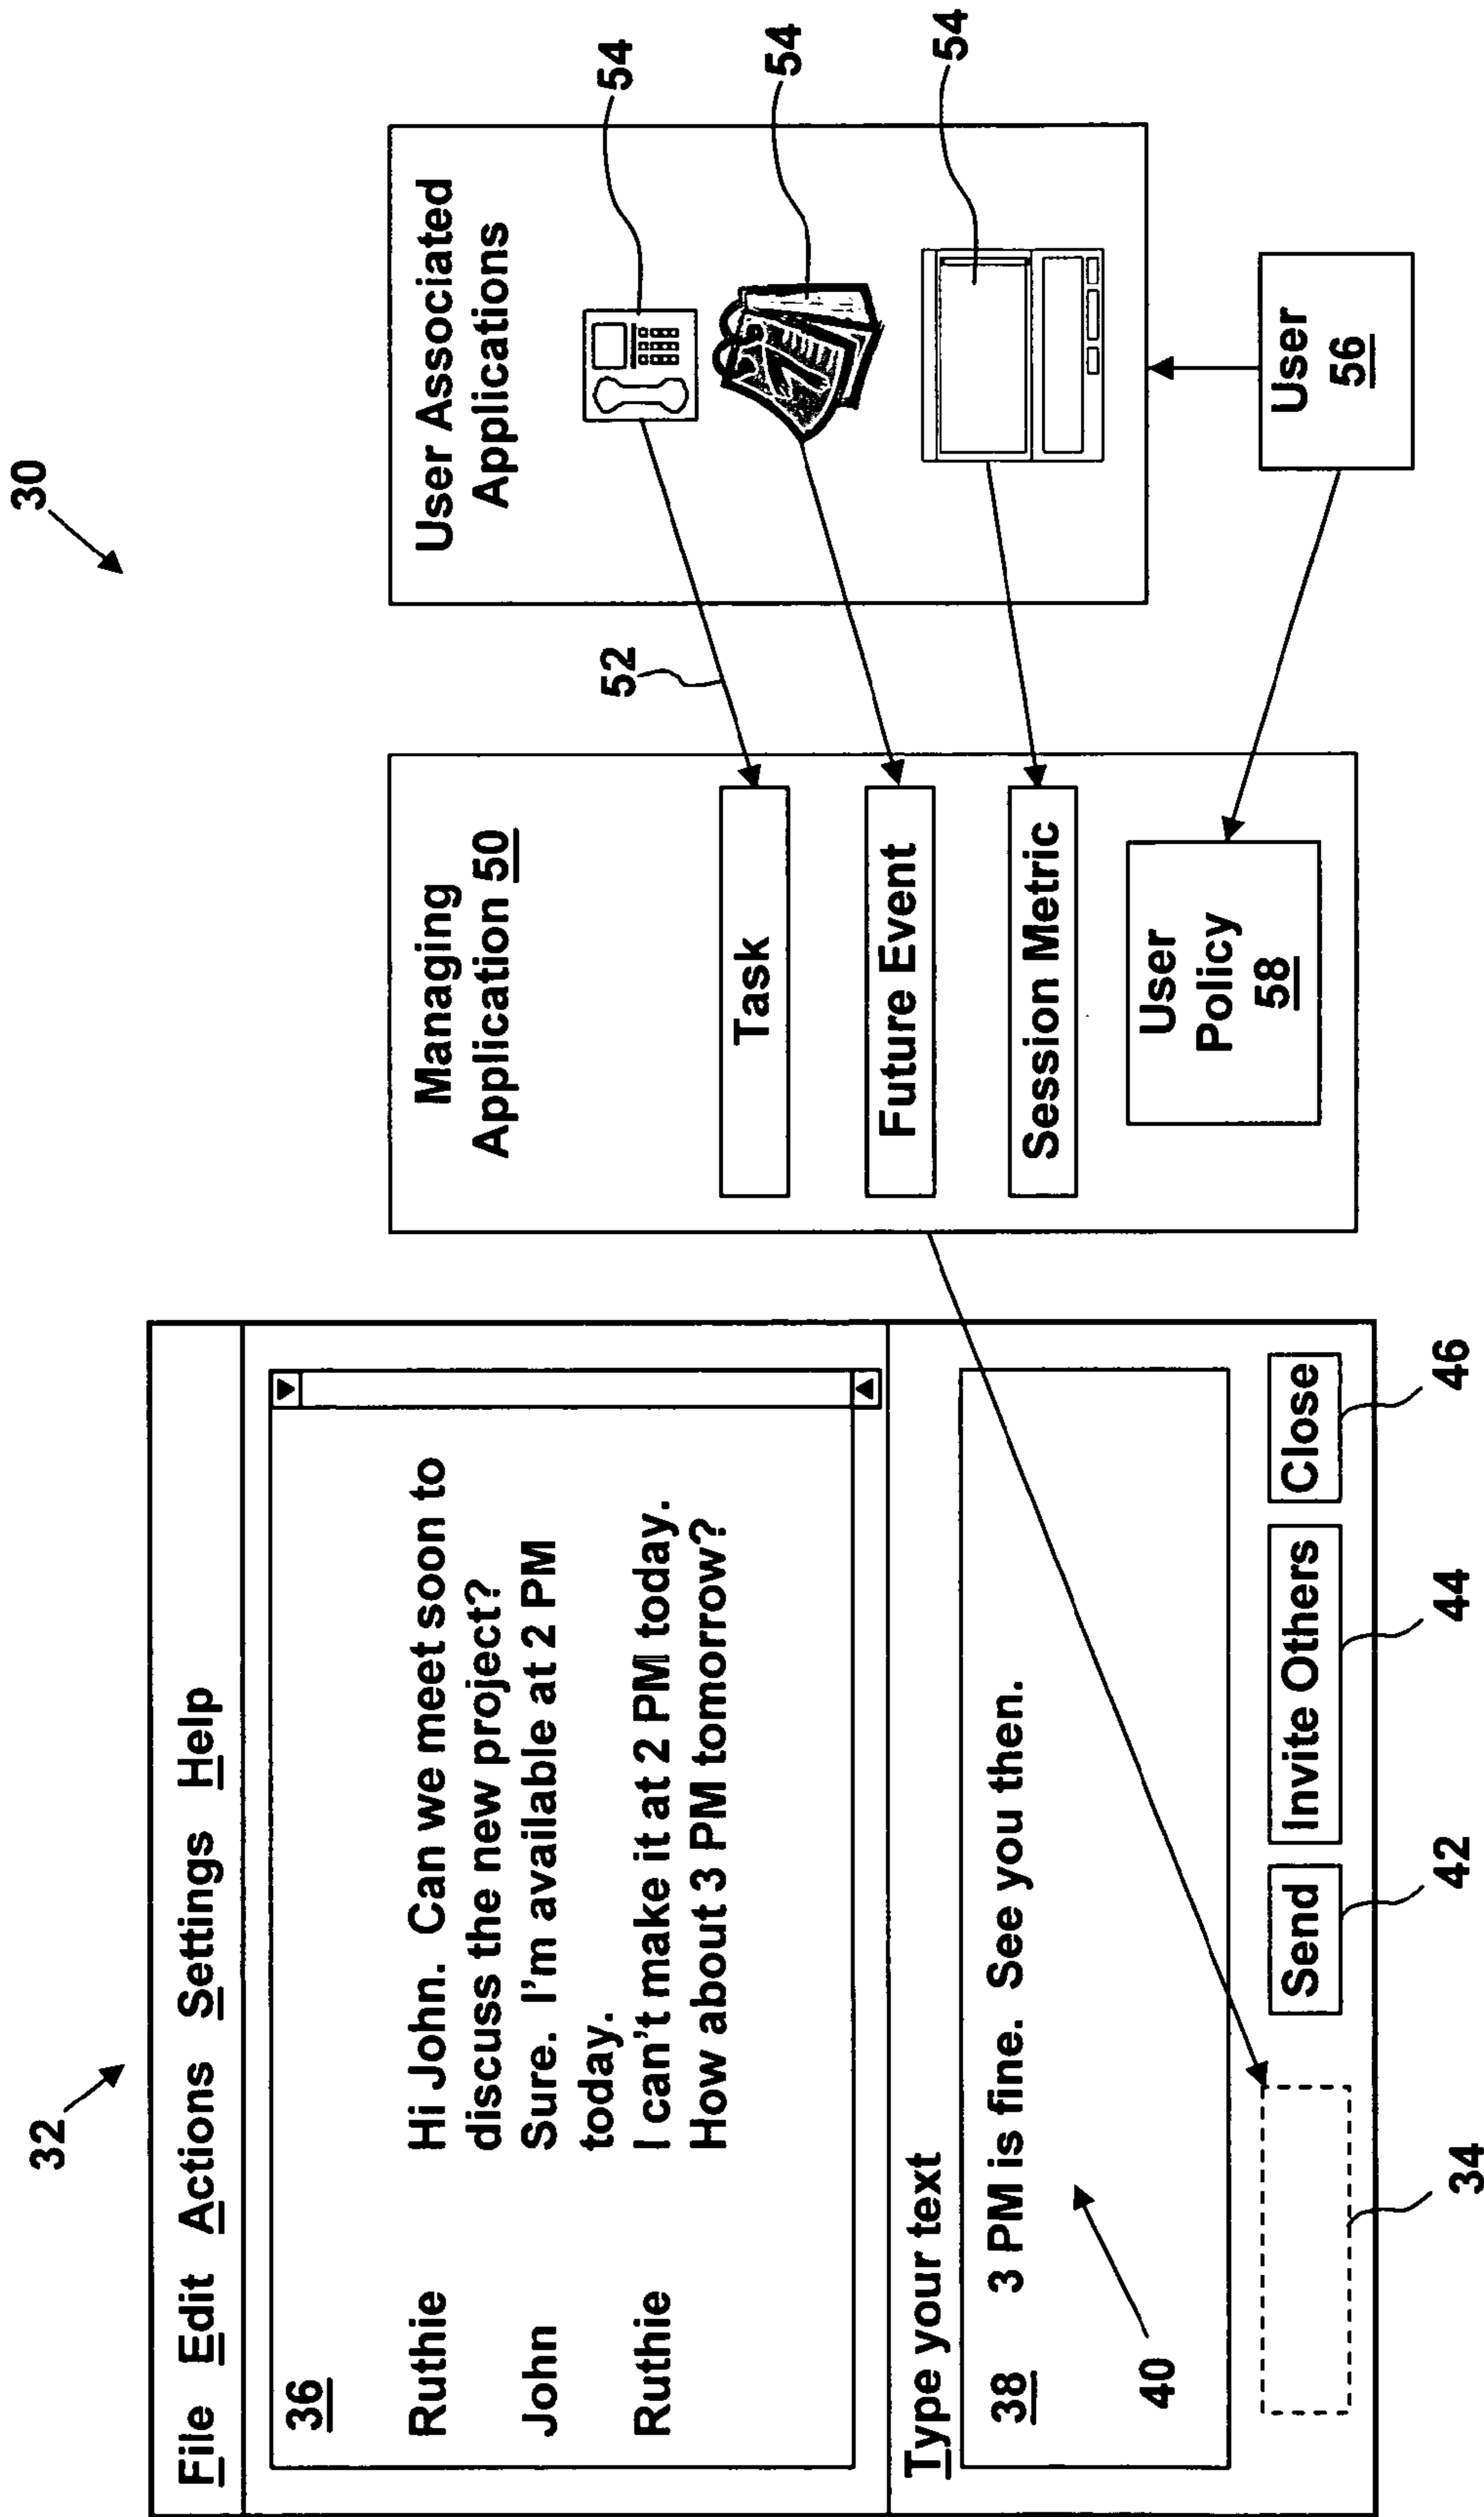 30
32
File Edit Actions Settings Help
36
Ruthie Hi John. Can we meet soon to
discuss the new project?
John Sure. I'm available at 2 PM
today.
Ruthie I can't make it at 2 PM today.
How about 3 PM tomorrow?
Type your text
38 3 PM is fine. See you then.
40
Send Invite Others Close
34 42 44 46
Managing
Application 50
Task
Future Event
Session Metric
User
Policy
58
52
User Associated
Applications
54
54
54
User
56